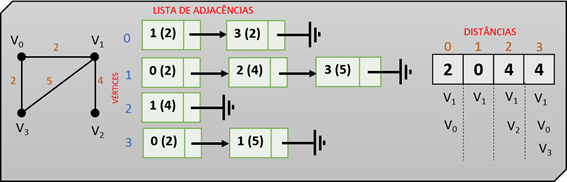 LISTA DE ADJACÊNCIAS
DISTÂNCIAS
V0 2 V1
2 5 4
V3 V2
VÉRTICES
0 1 (2) 3 (2)
1 0 (2) 2 (4) 3 (5)
2 1 (4)
3 0 (2) 1 (5)
0 1 2 3
2 0 4 4
V1 V1 V1 V1
V0 V2 V0
V3